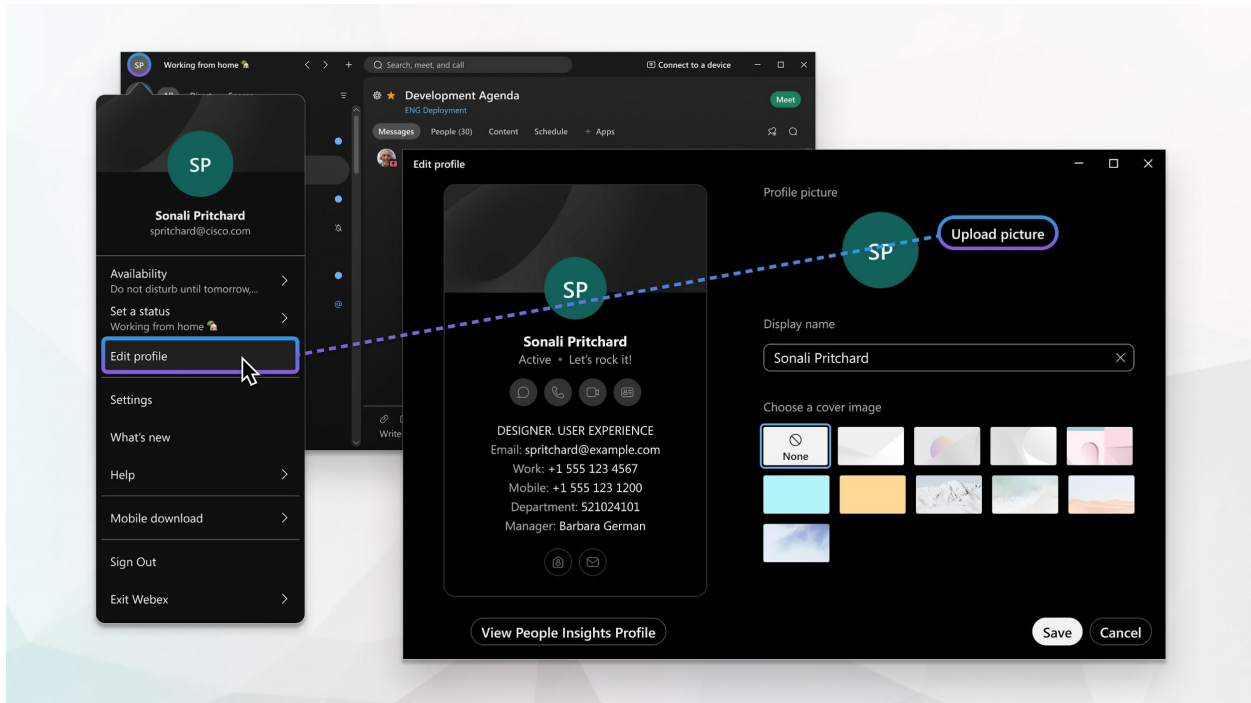 SP
Working from home
Search, meet, and call
Connect to a device
All
Development Agenda
ENG Deployment
Meet
Messages
People (30)
Content
Schedule
+ Apps
Write
SP
Sonali Pritchard
spritchard@cisco.com
Availability
Do not disturb until tomorrow,...
Set a status
Working from home
Edit profile
Settings
What's new
Help
Mobile download
Sign Out
Exit Webex
Edit profile
SP
Sonali Pritchard
Active • Let's rock it!
DESIGNER. USER EXPERIENCE
Email: spritchard@example.com
Work: +1 555 123 4567
Mobile: +1 555 123 1200
Department: 521024101
Manager: Barbara German
View People Insights Profile
Profile picture
SP
Upload picture
Display name
Sonali Pritchard
Choose a cover image
None
Save
Cancel